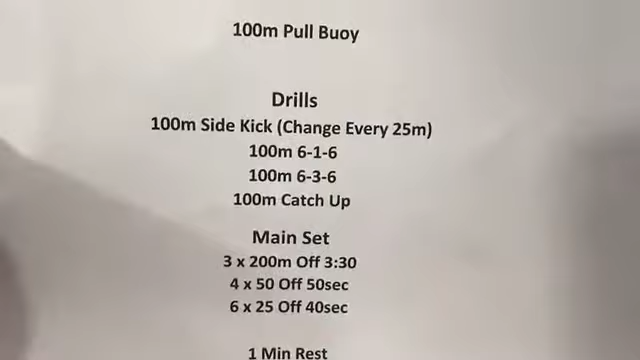 100m Pull Buoy
Drills
100m Side Kick (Change Every 25m)
100m 6-1-6
100m 6-3-6
100m Catch Up
Main Set
3 x 200m Off 3:30
4 x 50 Off 50sec
6 x 25 Off 40sec
1 Min Rest